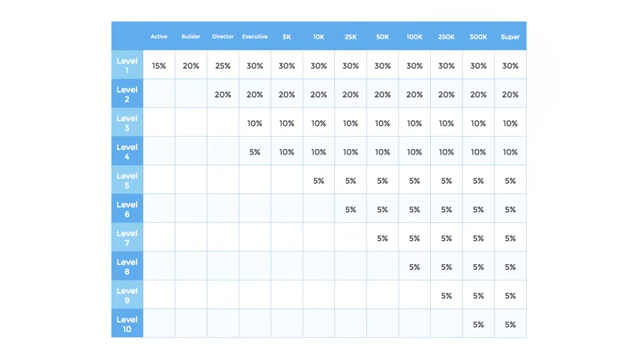 Active Builder Director Executive 5K 10K 25K 50K 100K 250K 500K Super
Level 1 15% 20% 25% 30% 30% 30% 30% 30% 30% 30% 30% 30%
Level 2 20% 20% 20% 20% 20% 20% 20% 20% 20% 20%
Level 3 10% 10% 10% 10% 10% 10% 10% 10% 10%
Level 4 5% 10% 10% 10% 10% 10% 10% 10% 10%
Level 5 5% 5% 5% 5% 5% 5% 5%
Level 6 5% 5% 5% 5% 5% 5%
Level 7 5% 5% 5% 5% 5%
Level 8 5% 5% 5% 5%
Level 9 5% 5% 5%
Level 10 5% 5%